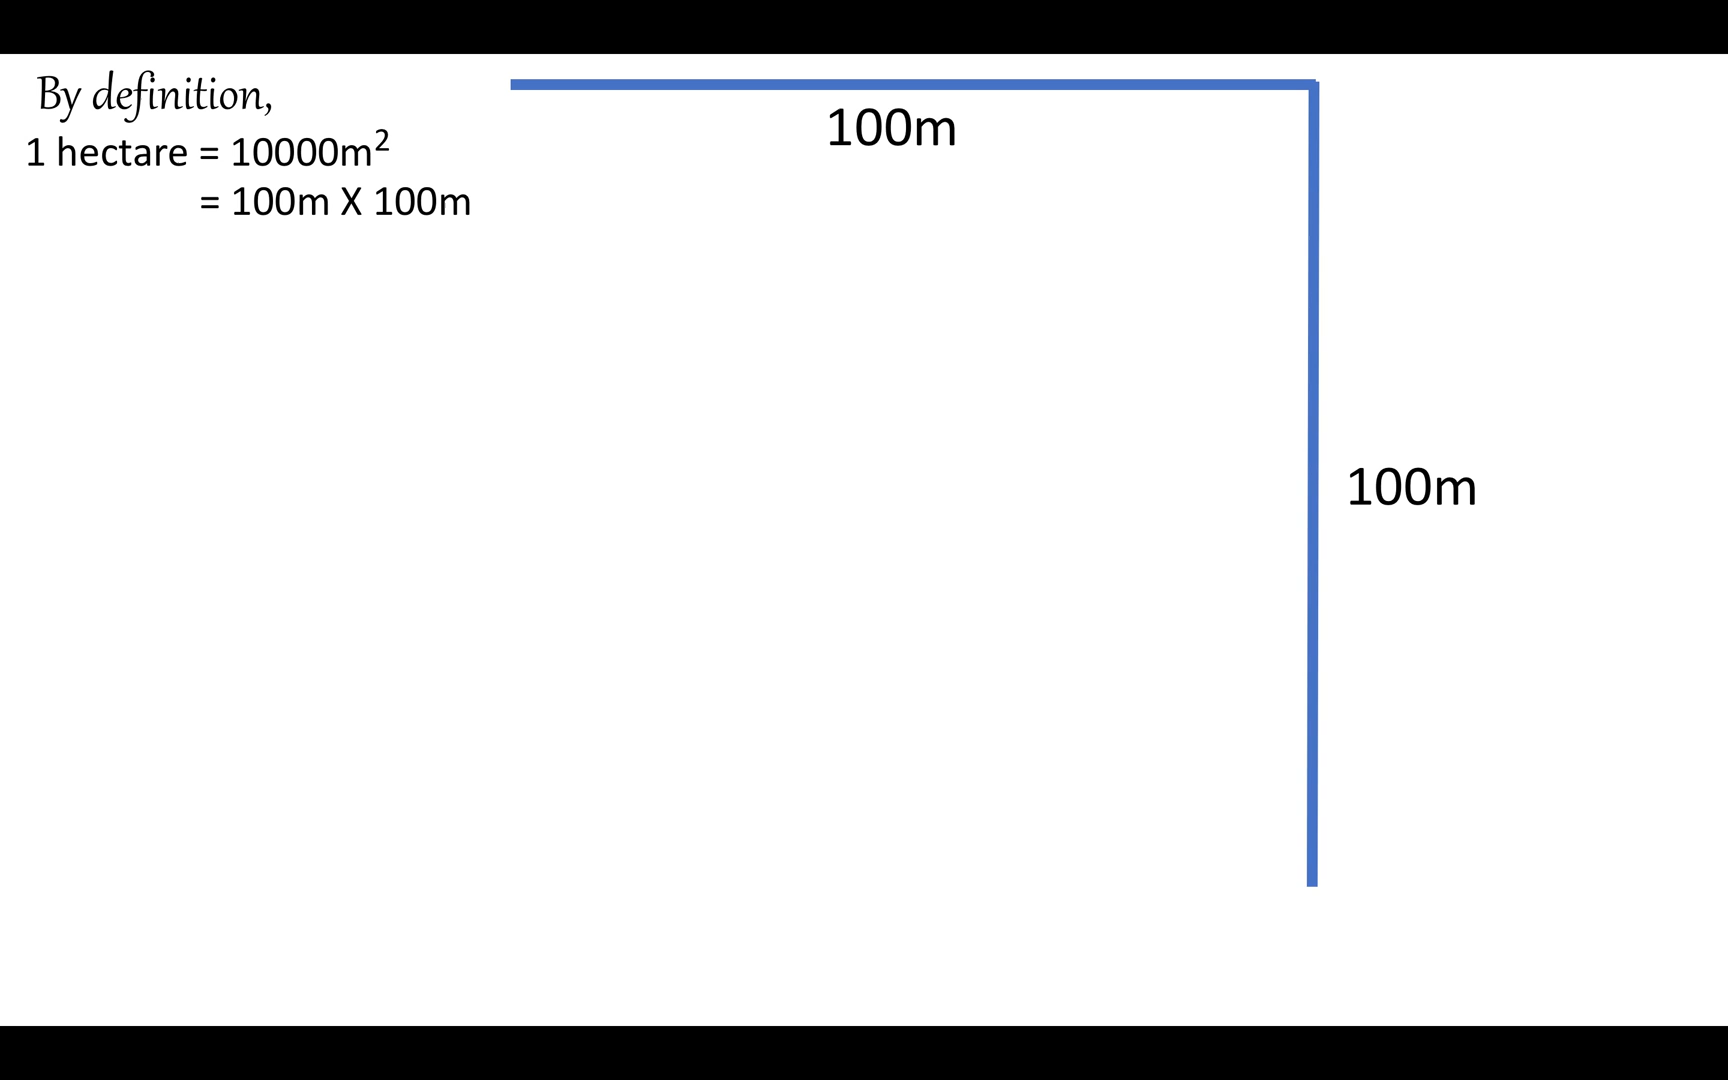 By definition,
1 hectare = 10000m²
= 100m X 100m
100m
100m